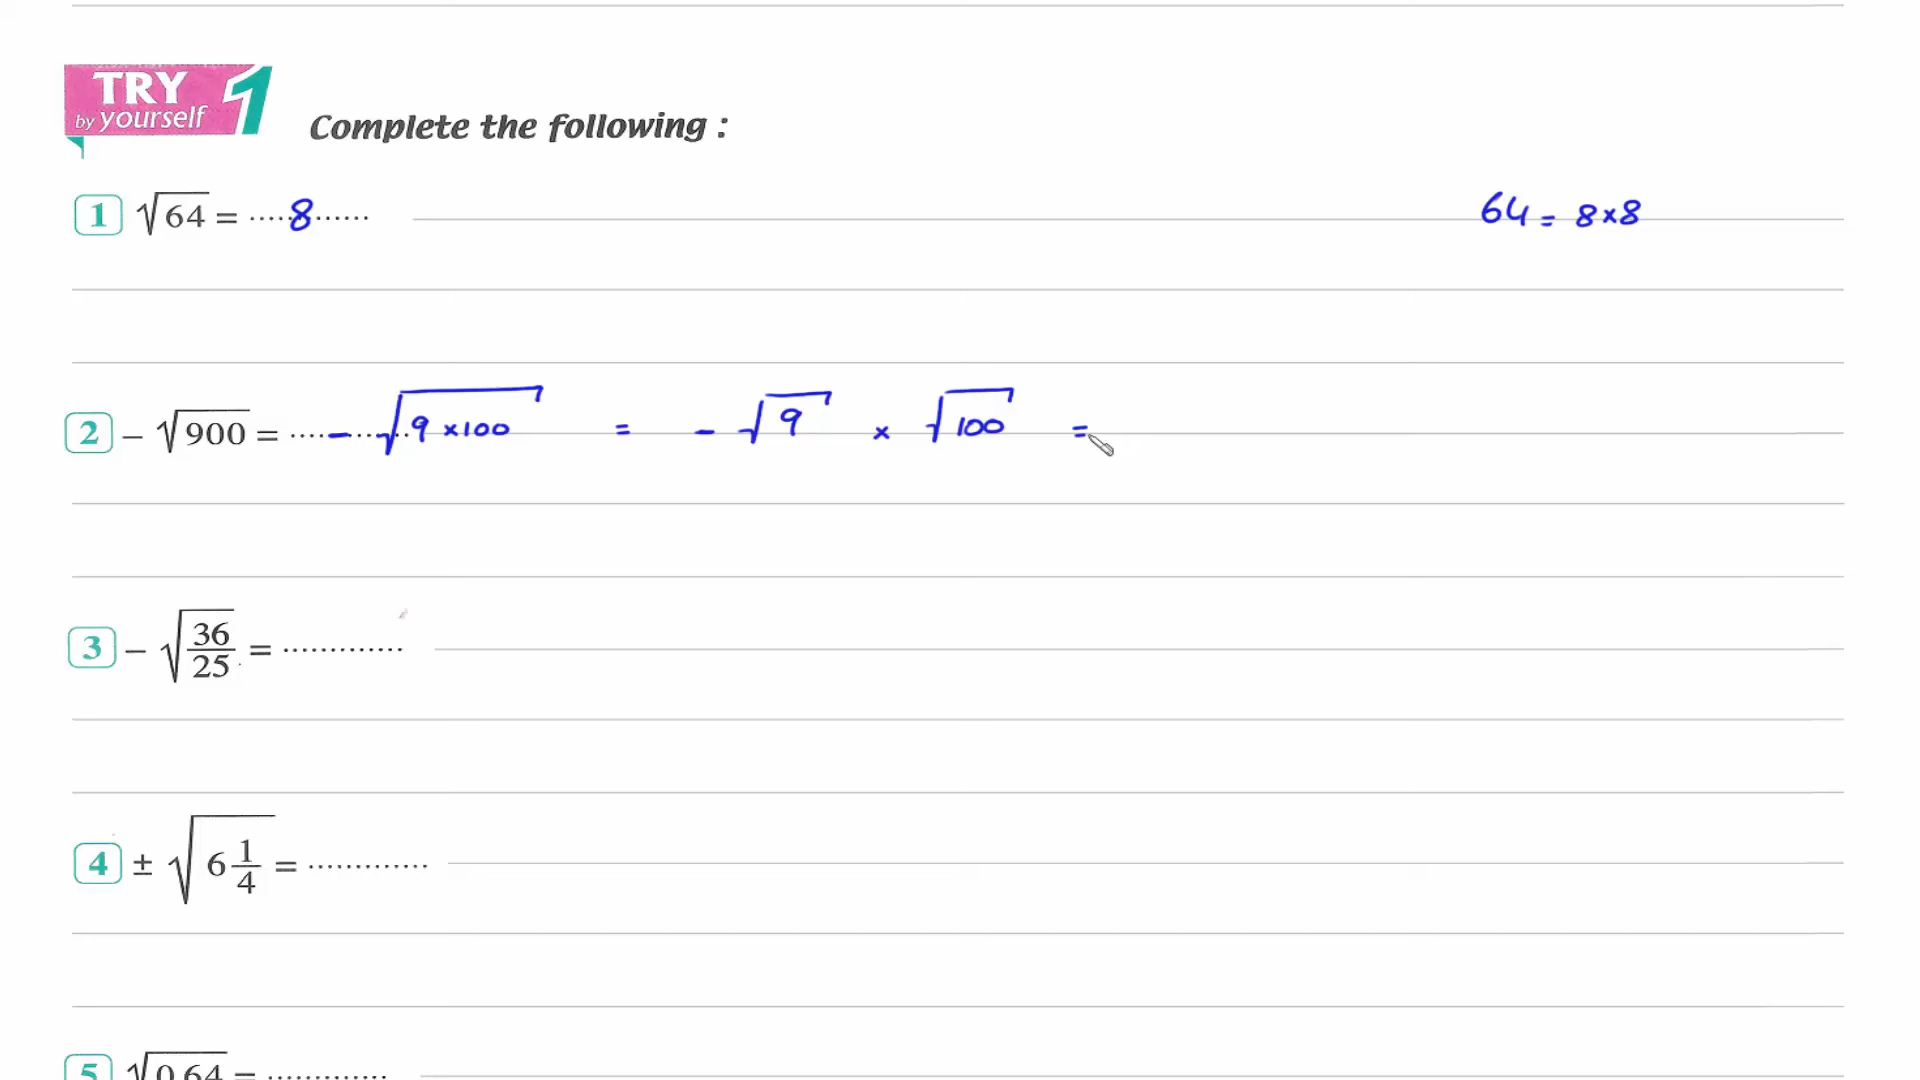 TRY by yourself 1
Complete the following :
1 √64 = ....8...... 64 = 8×8
2 – √900 = .......... - √9 ×100 = - √9 × √100 =
3 – √36/25 = .............
4 ± √6 1/4 = .............
5 √0.64 = .............